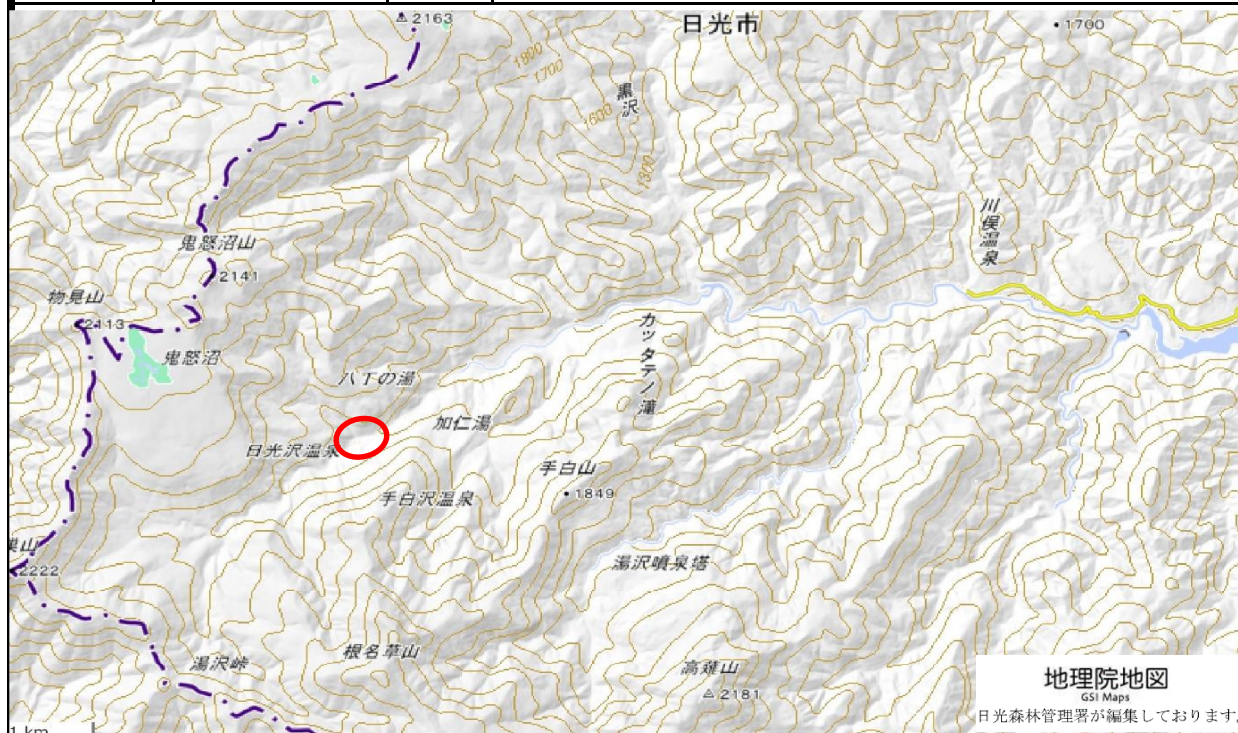 2163
日光市
1700
1800
1700
黒沢
1600
1300
川俣温泉
鬼怒沼山
2141
物見山
2113
鬼怒沼
カッタテノ滝
八丁の湯
加仁湯
日光沢温泉
手白山
1849
手白沢温泉
湯沢噴泉塔
2222
根名草山
湯沢峠
高薙山
2181
地理院地図
GSI Maps
日光森林管理署が編集しております。
1 km